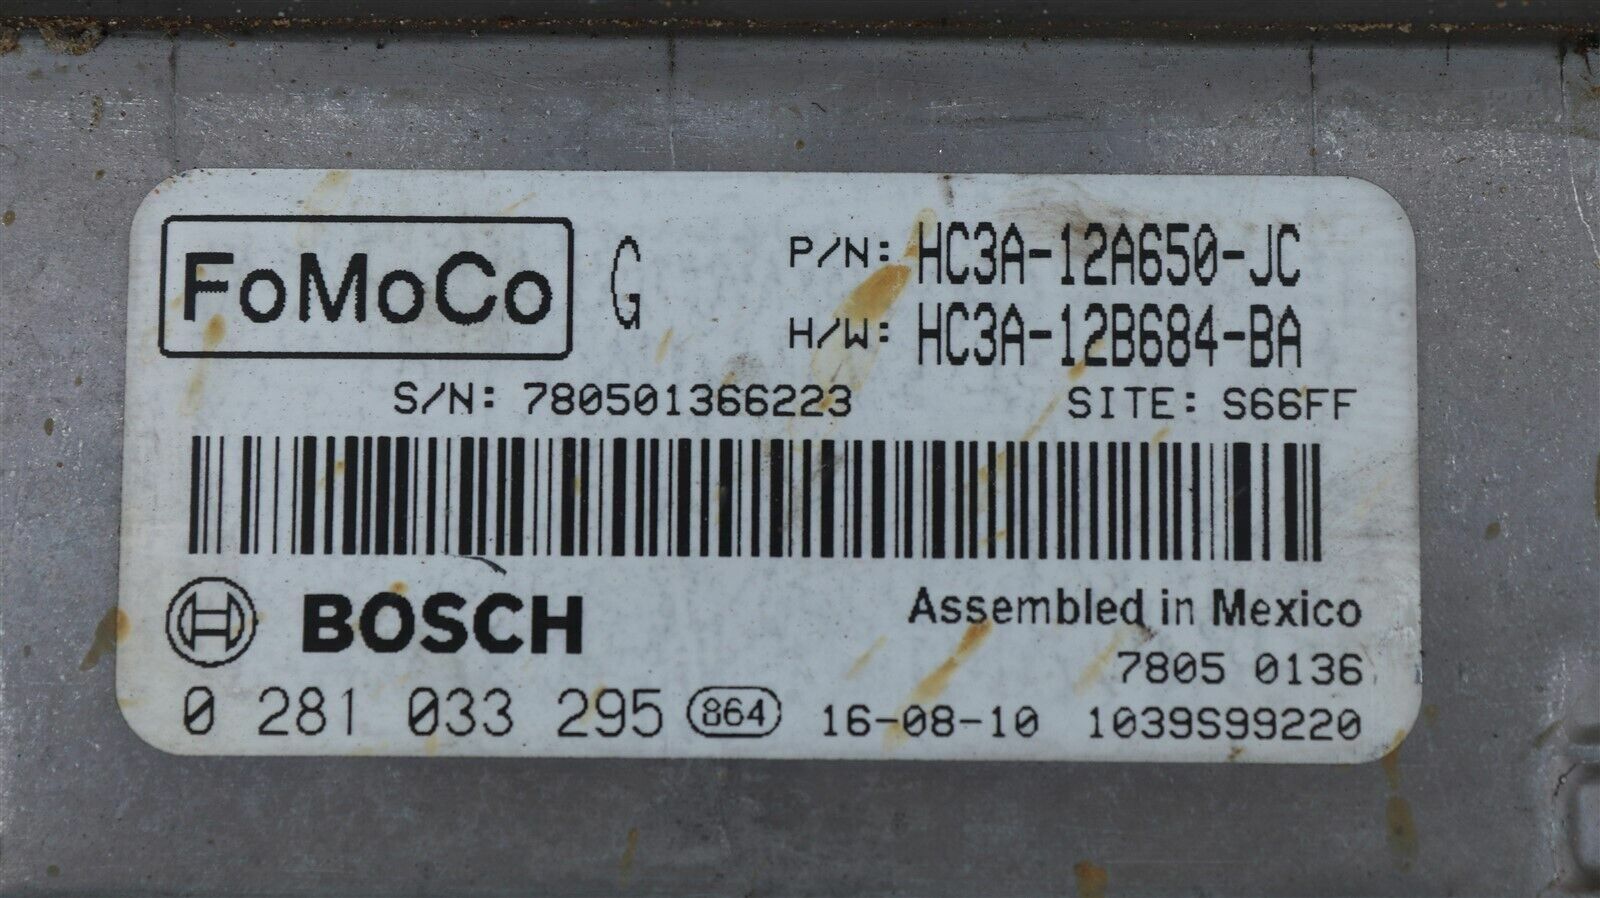 FoMoCo G P/N: HC3A-12A650-JC
H/W: HC3A-12B684-BA
S/N: 780501366223 SITE: S66FF
BOSCH Assembled in Mexico
7805 0136
0 281 033 295 864 16-08-10 1039S99220